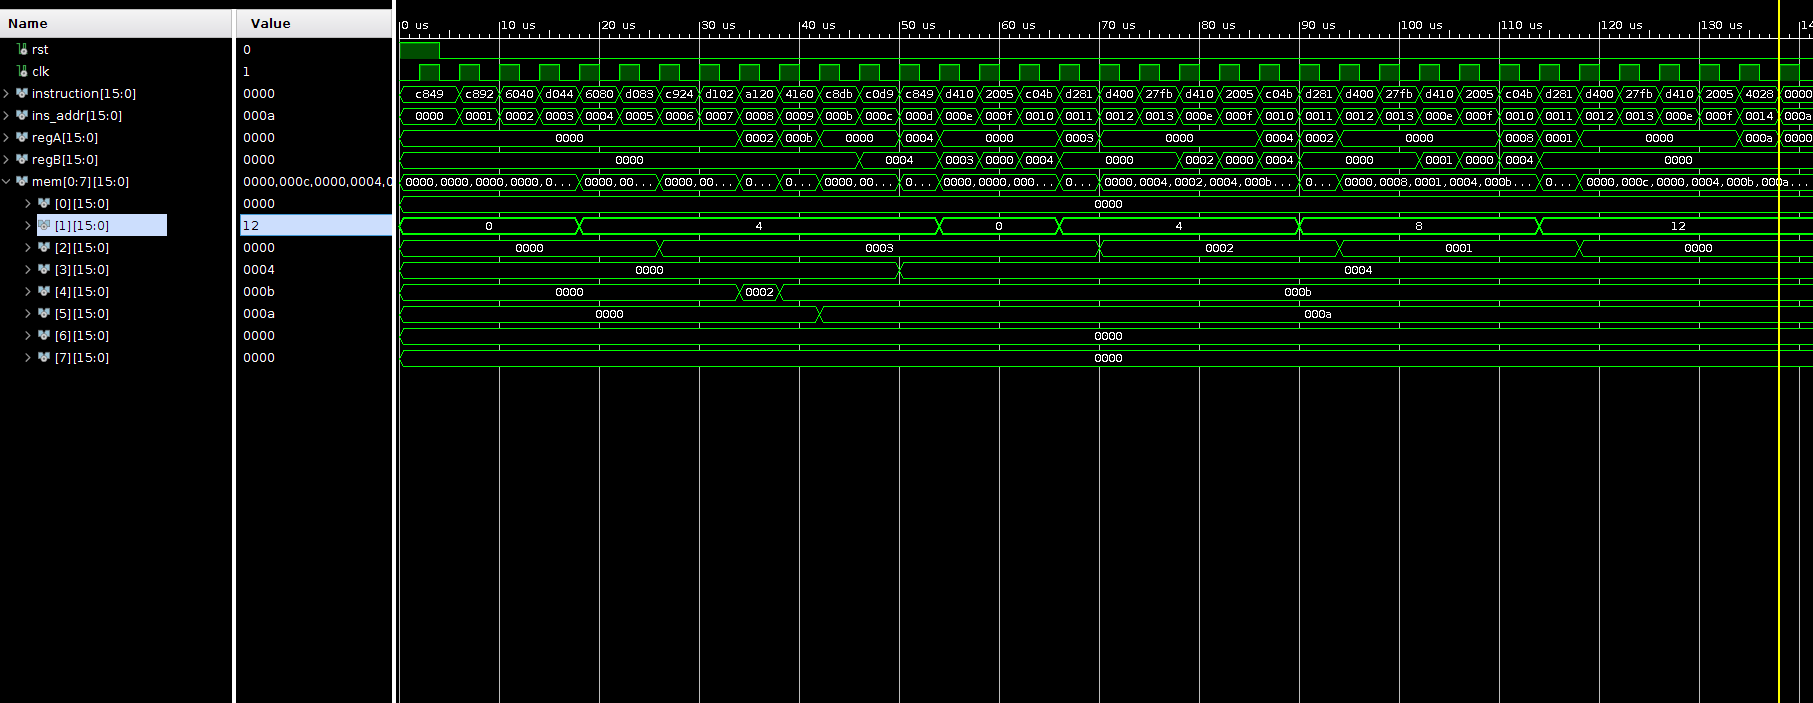 Name Value 0 us 10 us 20 us 30 us 40 us 50 us 60 us 70 us 80 us 90 us 100 us 110 us 120 us 130 us
rst 0
clk 1
instruction[15:0] 0000 c849 c892 6040 d044 6080 d083 c924 d102 a120 4160 c8db c0d9 c849 d410 2005 c04b d281 d400 27fb d410 2005 c04b d281 d400 27fb d410 2005 c04b d281 d400 27fb d410 2005 4028 0000
ins_addr[15:0] 000a 0000 0001 0002 0003 0004 0005 0006 0007 0008 0009 000b 000c 000d 000e 000f 0010 0011 0012 0013 000e 000f 0010 0011 0012 0013 000e 000f 0010 0011 0012 0013 000e 000f 0014 000a
regA[15:0] 0000 0000 0002 000b 0000 0004 0000 0003 0000 0004 0002 0000 0008 0001 0000 000a 0000
regB[15:0] 0000 0000 0004 0003 0000 0004 0000 0002 0000 0004 0000 0001 0000 0004 0000
mem[0:7][15:0] 0000,000c,0000,0004,0 0000,0000,0000,0000,0... 0000,00... 0000,00... 0... 0... 0000,00... 0... 0000,0000,000... 0... 0000,0004,0002,0004,000b... 0... 0000,0008,0001,0004,000b... 0... 0000,000c,0000,0004,000b,000a...
[0][15:0] 0000 0000
[1][15:0] 12 0 4 0 4 8 12
[2][15:0] 0000 0000 0003 0002 0001 0000
[3][15:0] 0004 0000 0004
[4][15:0] 000b 0000 0002 000b
[5][15:0] 000a 0000 000a
[6][15:0] 0000 0000
[7][15:0] 0000 0000